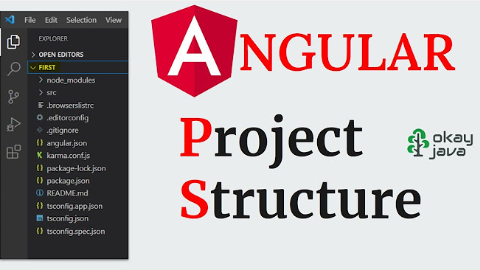 File Edit Selection View
EXPLORER
OPEN EDITORS
FIRST
node_modules
src
.browserslistrc
.editorconfig
.gitignore
angular.json
karma.conf.js
package-lock.json
package.json
README.md
tsconfig.app.json
tsconfig.json
tsconfig.spec.json
ANGULAR
Project
Structure
okay
java